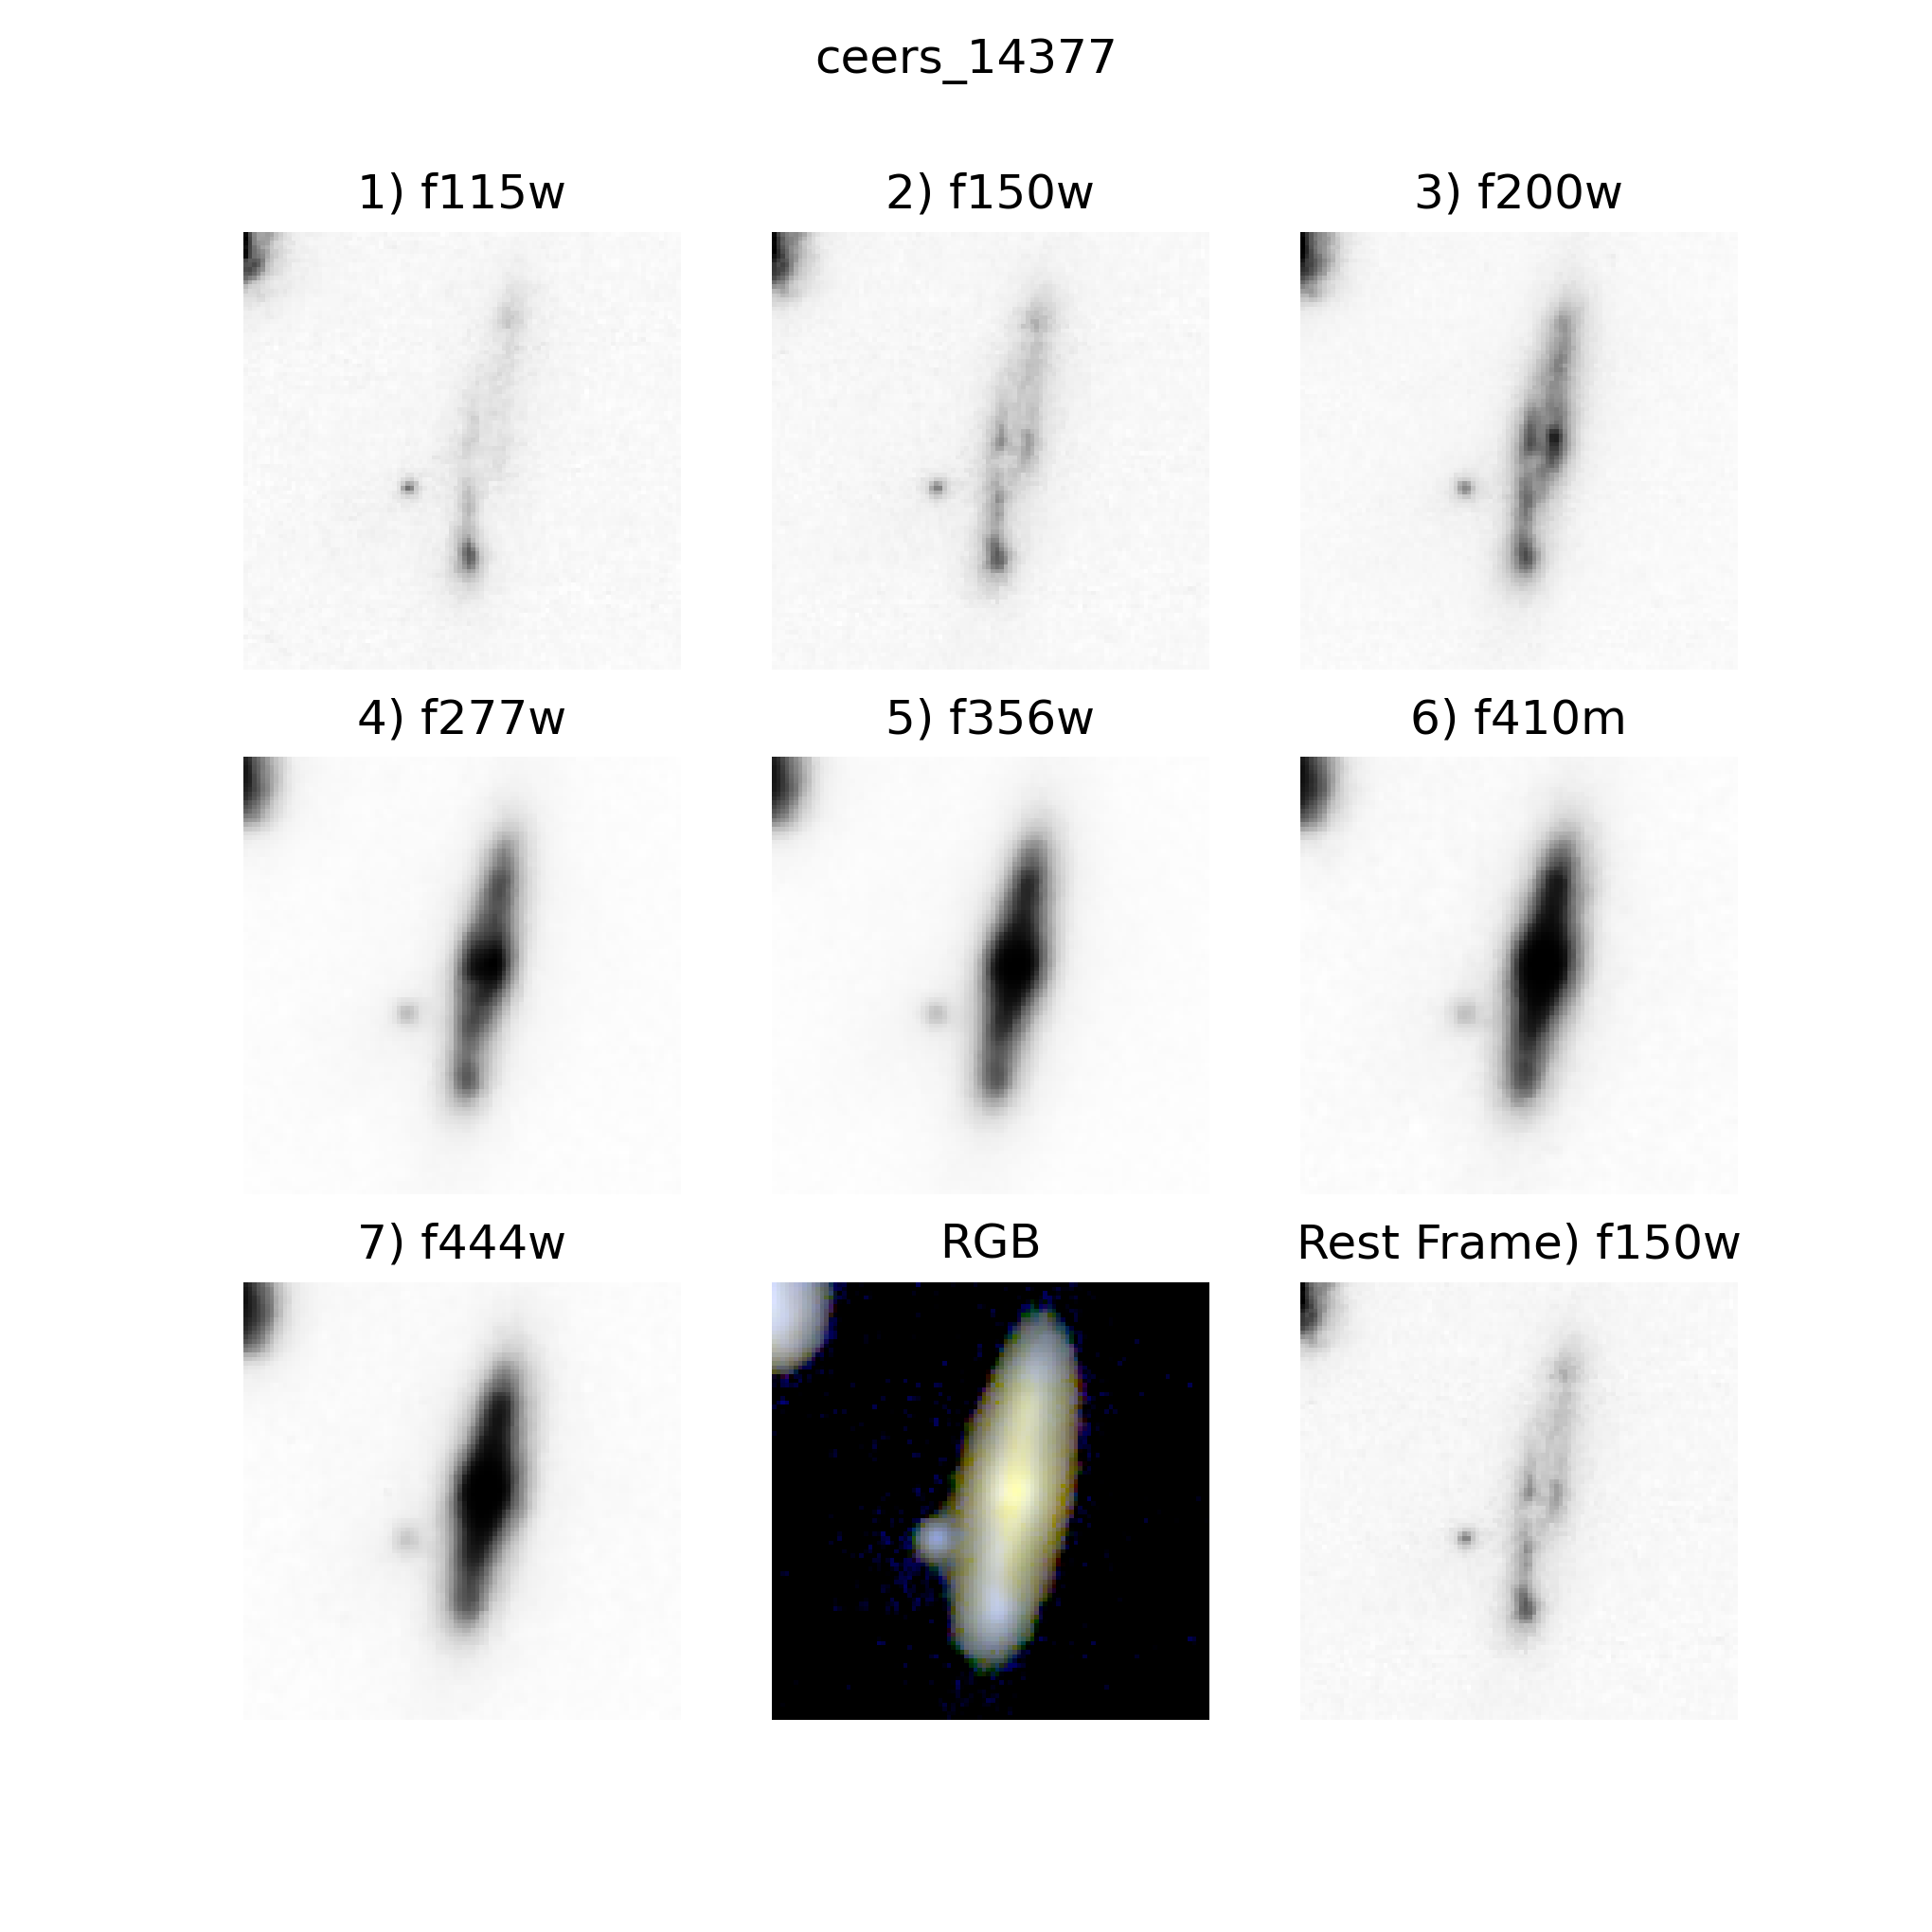 ceers_14377
1) f115w
2) f150w
3) f200w
4) f277w
5) f356w
6) f410m
7) f444w
RGB
Rest Frame) f150w